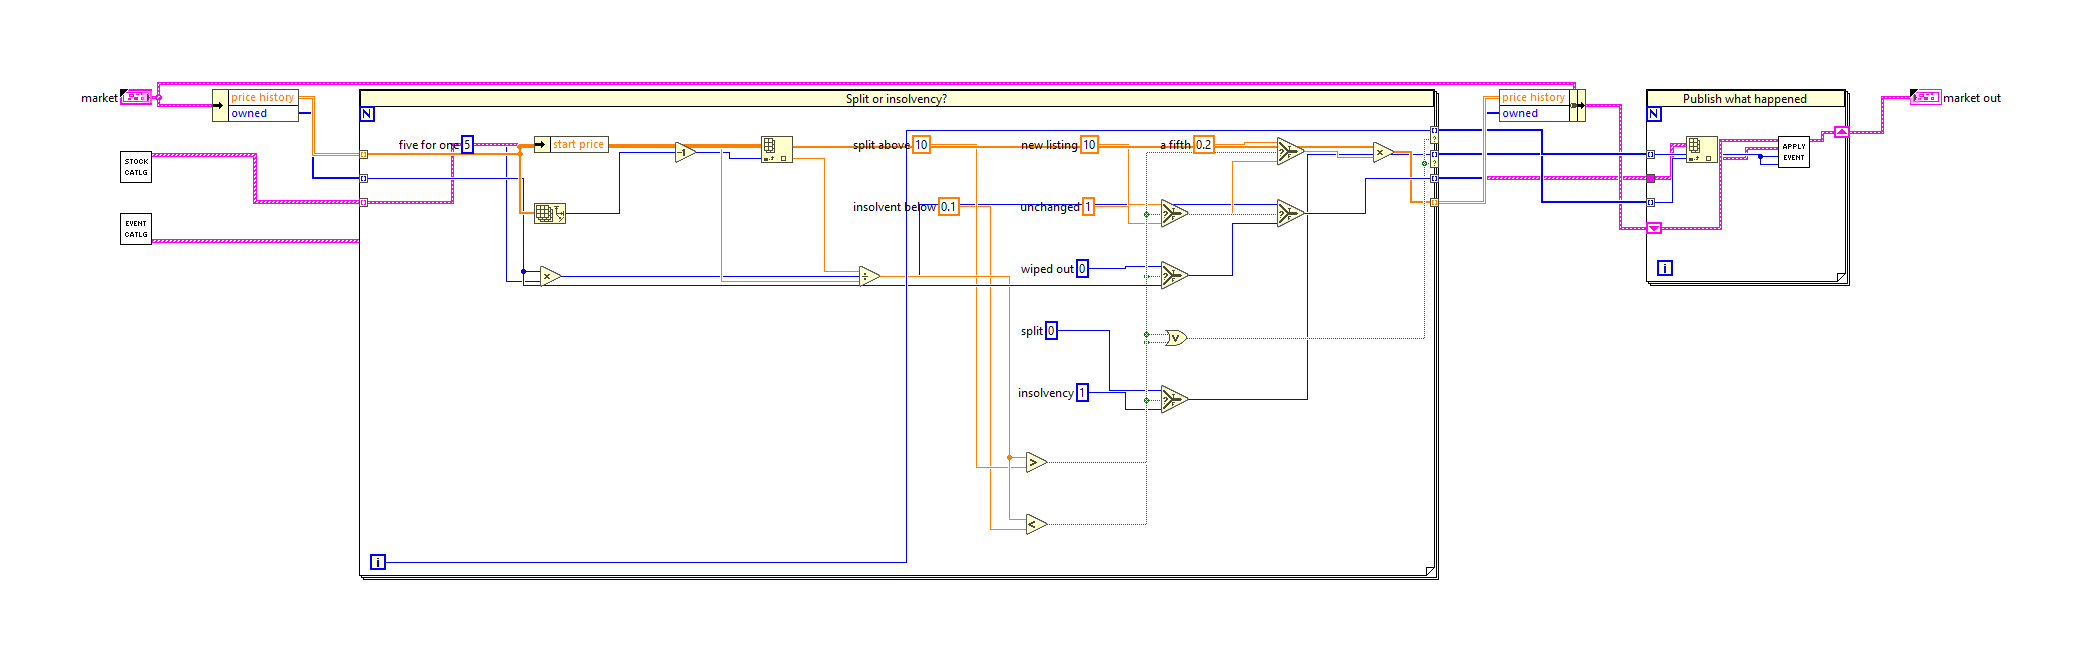 market
price history
owned
STOCK
CATLG
EVENT
CATLG
Split or insolvency?
N
five for one
5
start price
-1
split above
10
new listing
10
a fifth
0.2
insolvent below
0.1
unchanged
1
wiped out
0
split
0
insolvency
1
i
price history
owned
Publish what happened
N
APPLY
EVENT
i
market out